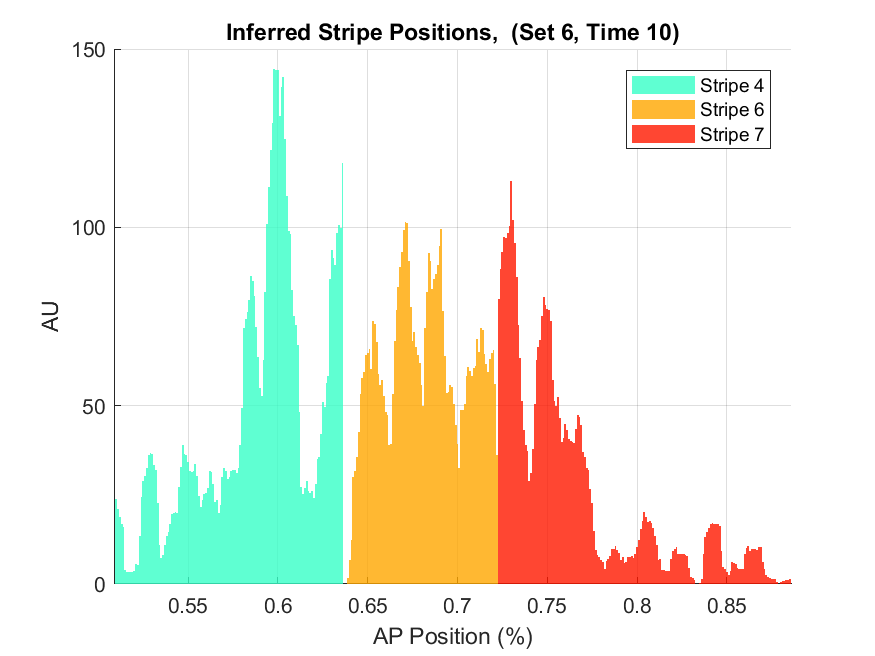 Inferred Stripe Positions,  (Set 6, Time 10)
150
100
50
0
AU
0.55 0.6 0.65 0.7 0.75 0.8 0.85
AP Position (%)
Stripe 4
Stripe 6
Stripe 7